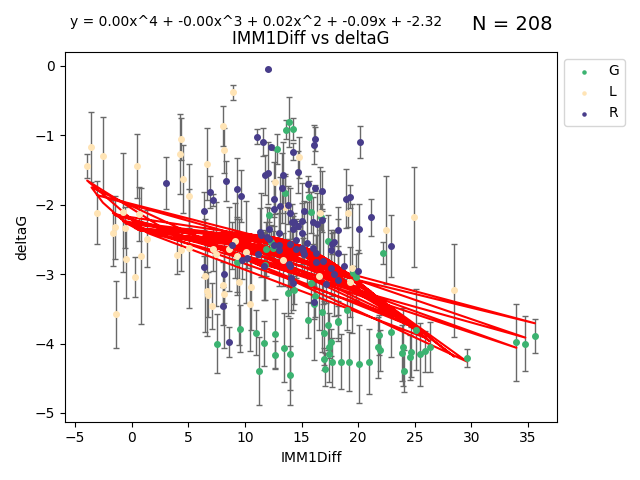 y = 0.00x^4 + -0.00x^3 + 0.02x^2 + -0.09x + -2.32
N = 208
IMM1Diff vs deltaG
G
L
R
deltaG
0
−1
−2
−3
−4
−5
−5 0 5 10 15 20 25 30 35
IMM1Diff